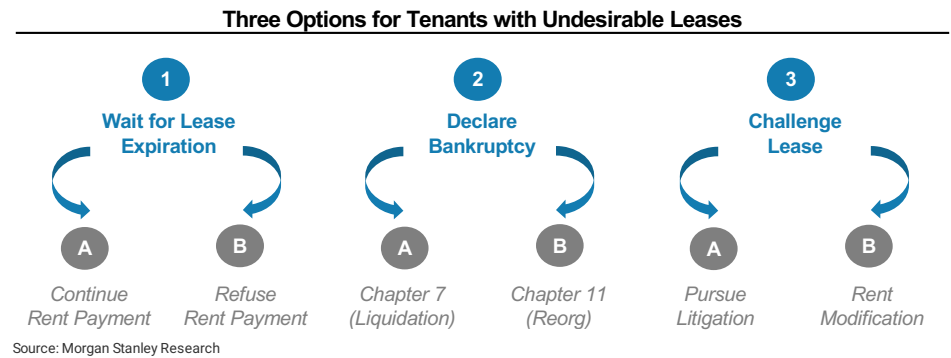 Three Options for Tenants with Undesirable Leases
1
Wait for Lease
Expiration
A
Continue
Rent Payment
B
Refuse
Rent Payment
2
Declare
Bankruptcy
A
Chapter 7
(Liquidation)
B
Chapter 11
(Reorg)
3
Challenge
Lease
A
Pursue
Litigation
B
Rent
Modification
Source: Morgan Stanley Research